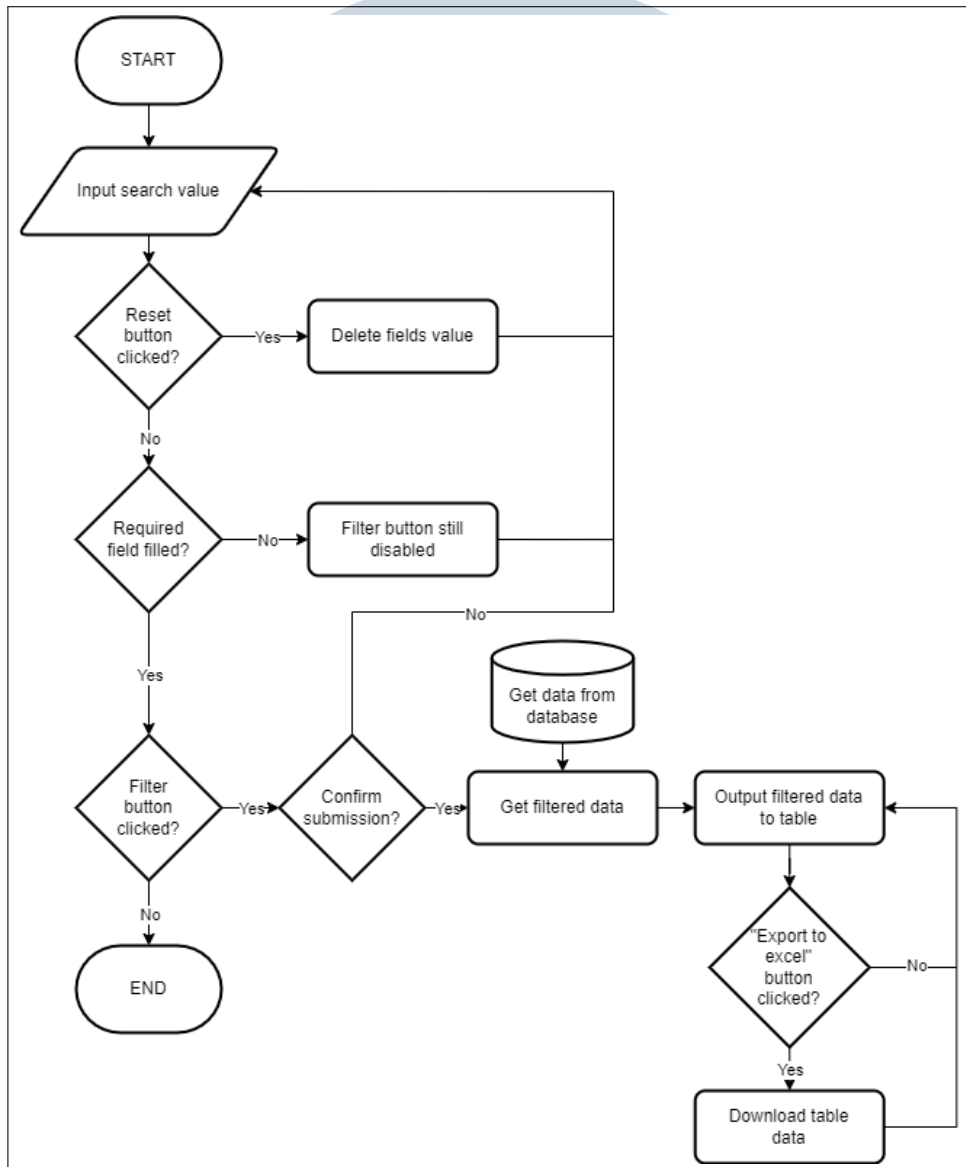 START
Input search value
Reset
button
clicked?
Yes
Delete fields value
No
Required
field filled?
No
Filter button still
disabled
No
Yes
Get data from
database
Filter
button
clicked?
Yes
Confirm
submission?
Yes
Get filtered data
Output filtered data
to table
No
END
"Export to
excel"
button
clicked?
No
Yes
Download table
data